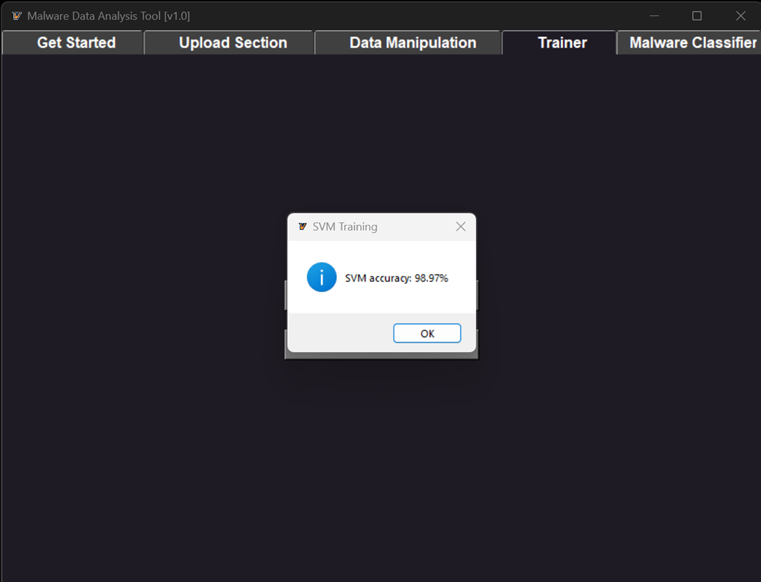 Malware Data Analysis Tool [v1.0]
Get Started Upload Section Data Manipulation Trainer Malware Classifier
SVM Training
SVM accuracy: 98.97%
OK